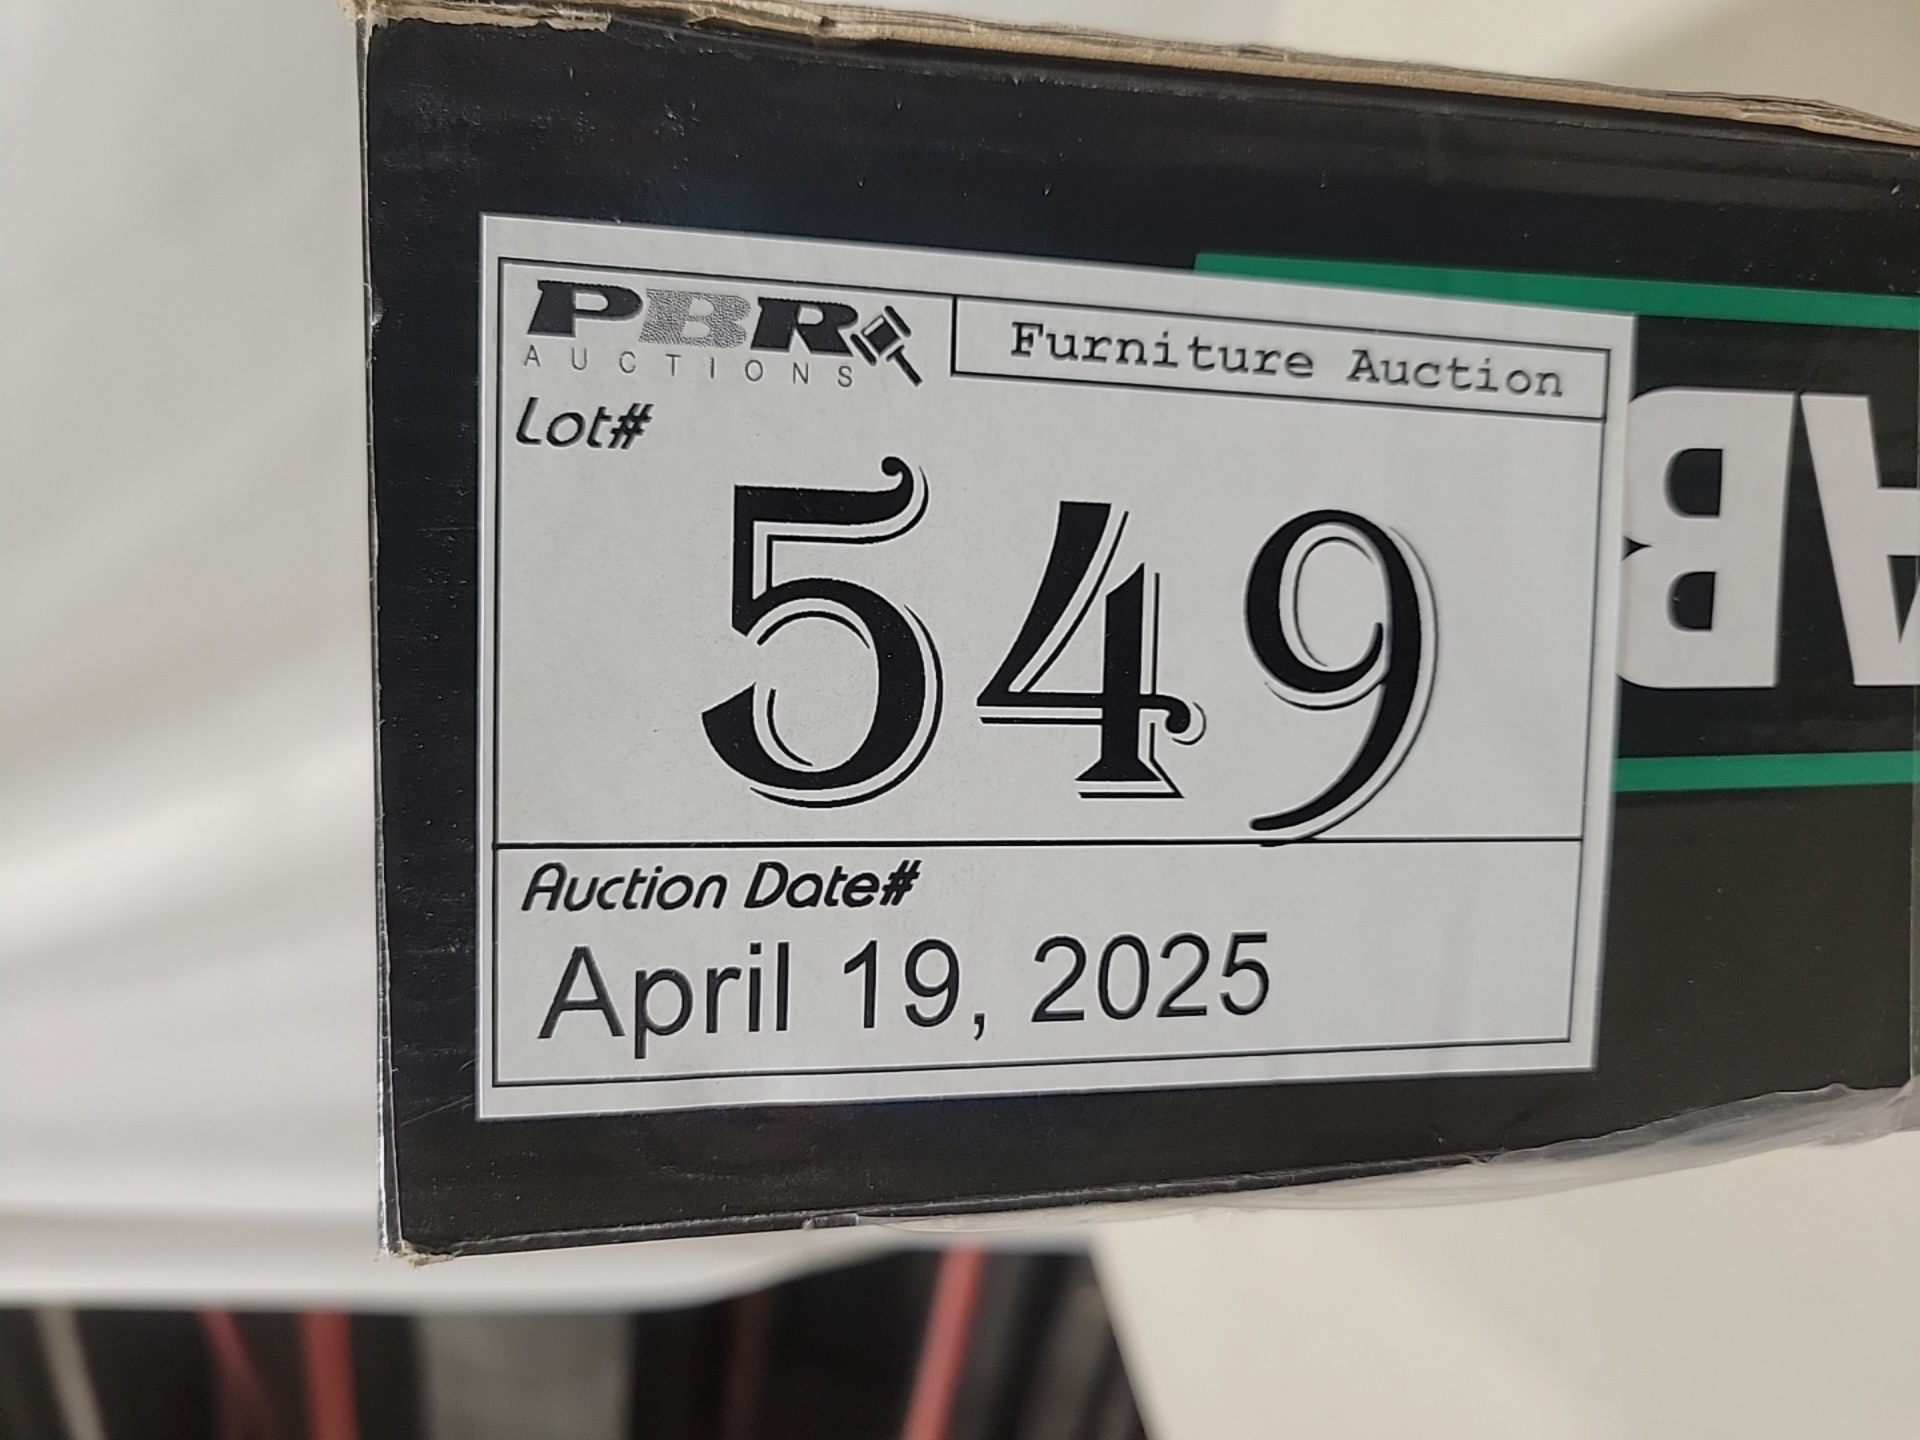 PBR
AUCTIONS
Furniture Auction
Lot#
549
Auction Date#
April 19, 2025